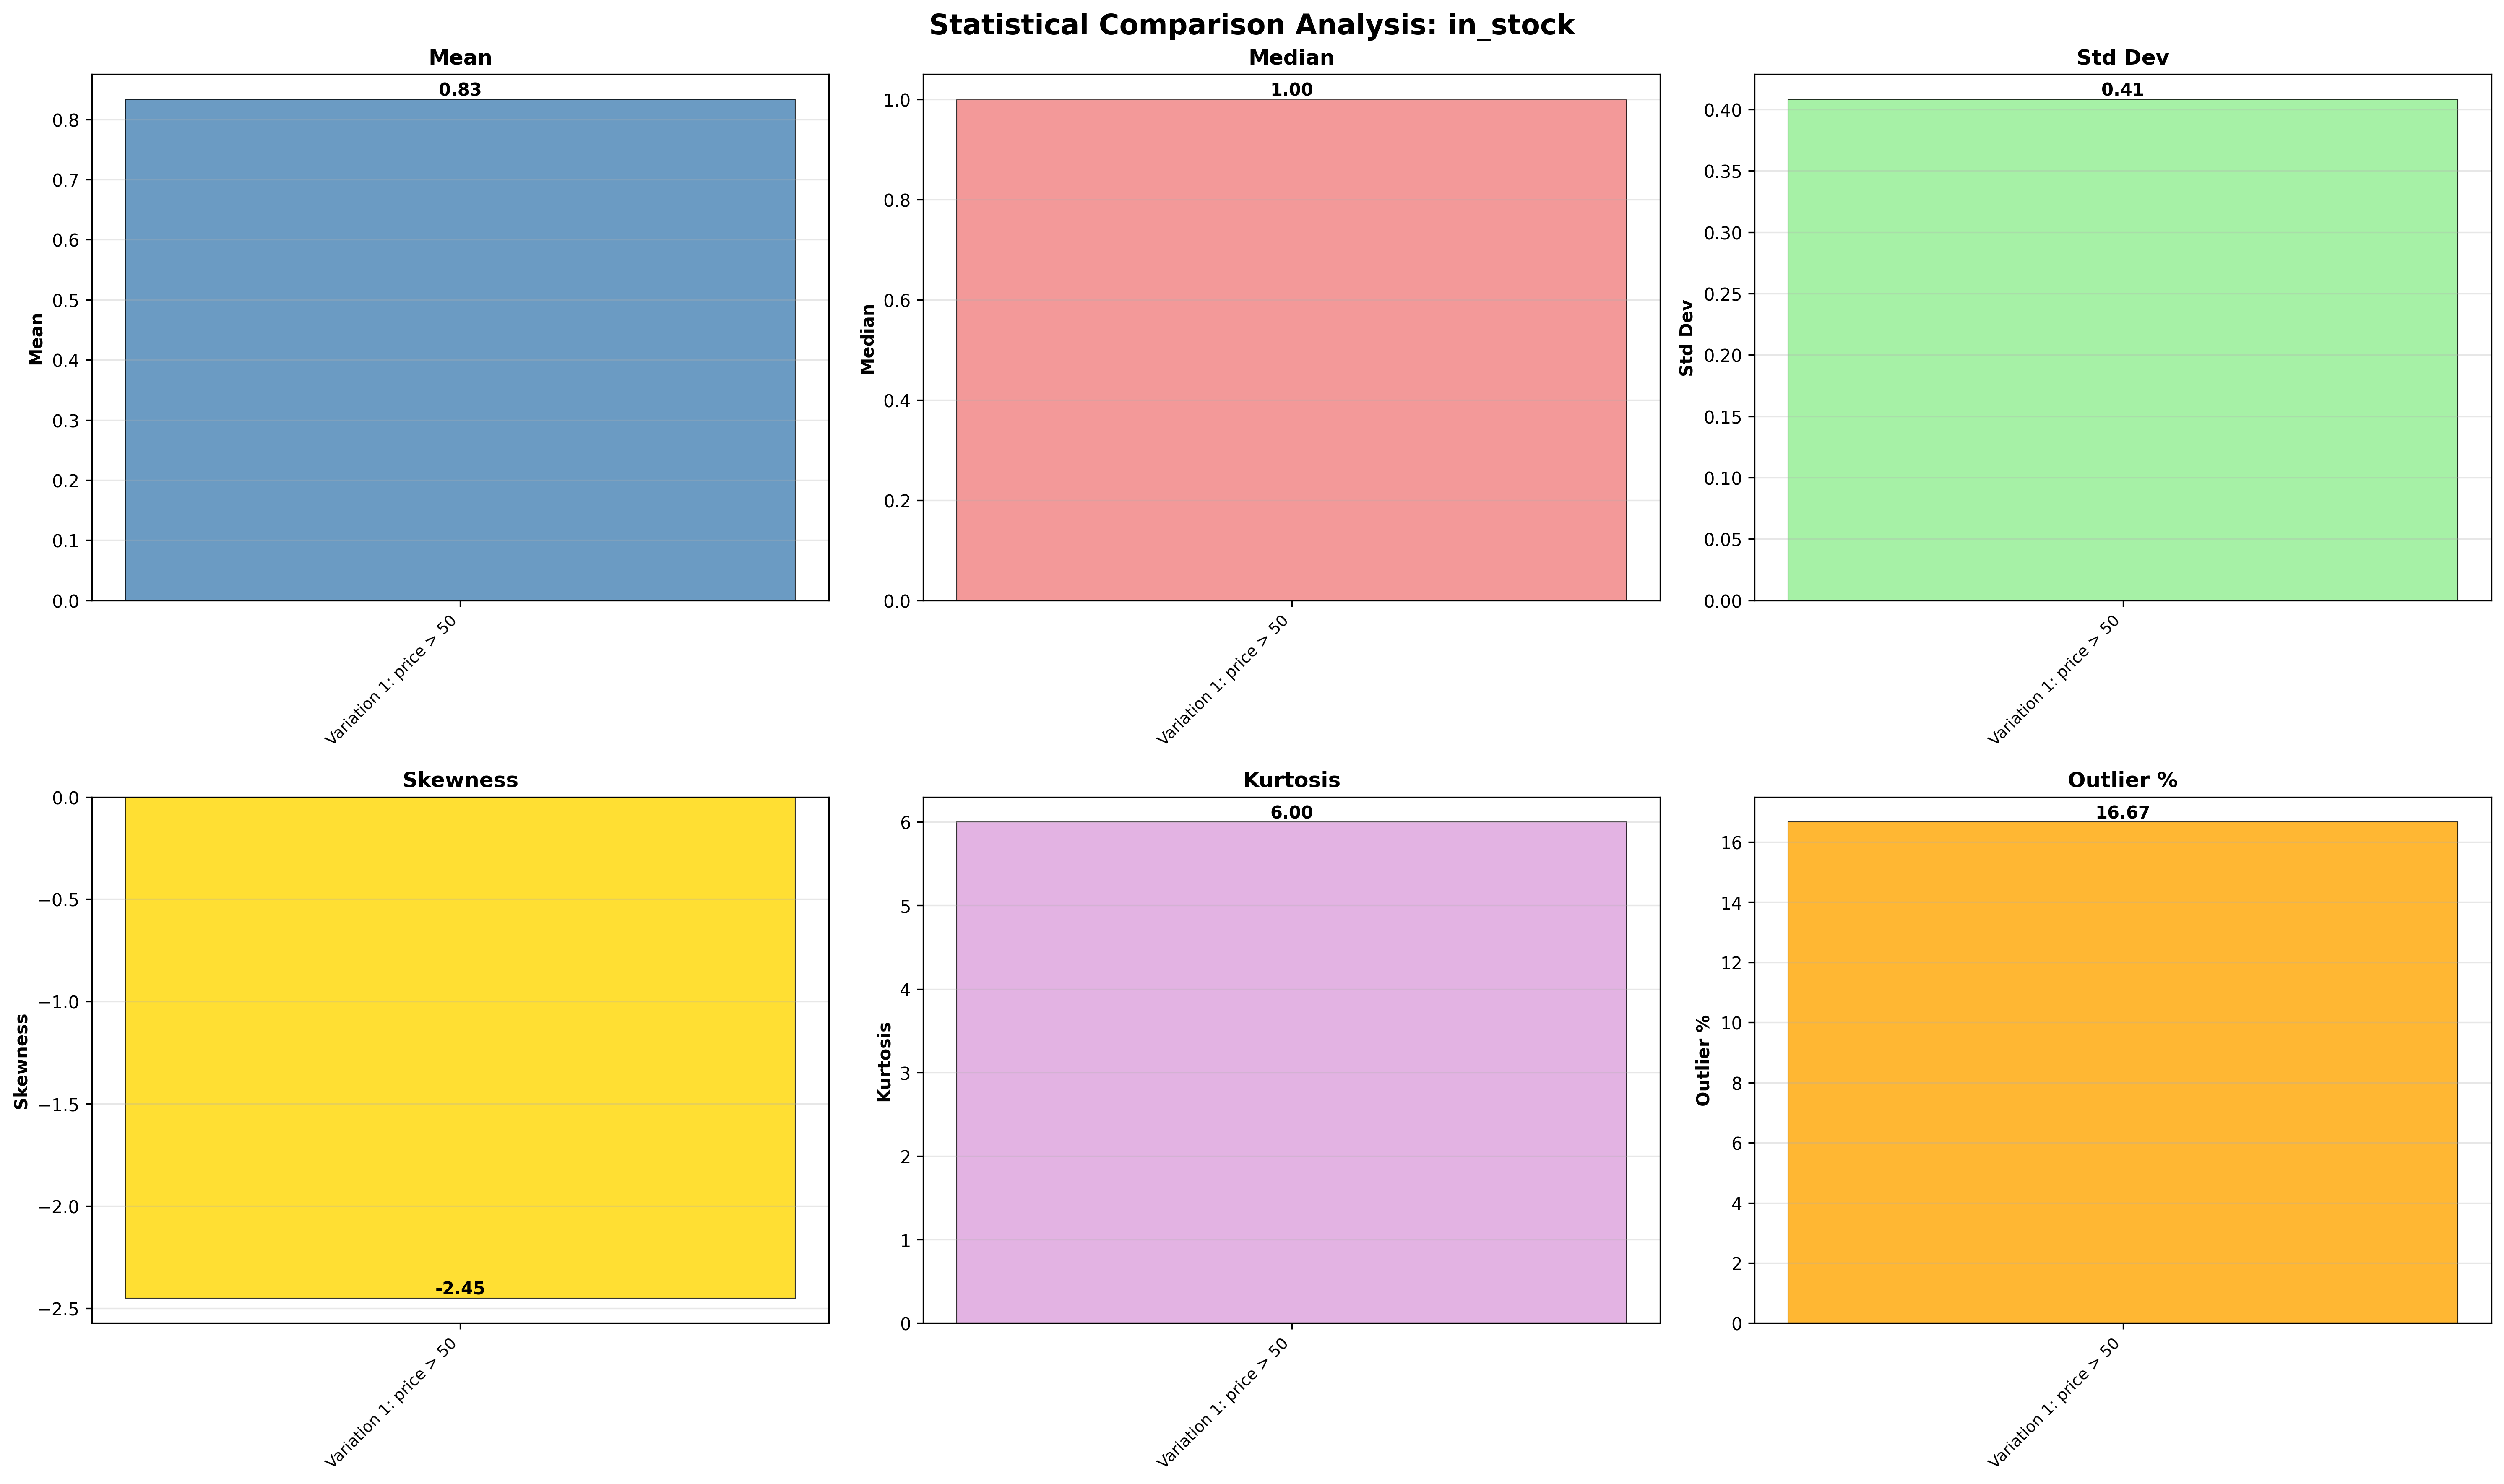 Statistical Comparison Analysis: in_stock
Mean
0.83
0.8
0.7
0.6
0.5
0.4
0.3
0.2
0.1
0.0
Mean
Variation 1: price > 50
Median
1.00
1.0
0.8
0.6
0.4
0.2
0.0
Median
Variation 1: price > 50
Std Dev
0.41
0.40
0.35
0.30
0.25
0.20
0.15
0.10
0.05
0.00
Std Dev
Variation 1: price > 50
Skewness
0.0
−0.5
−1.0
−1.5
−2.0
−2.5
-2.45
Skewness
Variation 1: price > 50
Kurtosis
6.00
6
5
4
3
2
1
0
Kurtosis
Variation 1: price > 50
Outlier %
16.67
16
14
12
10
8
6
4
2
0
Outlier %
Variation 1: price > 50